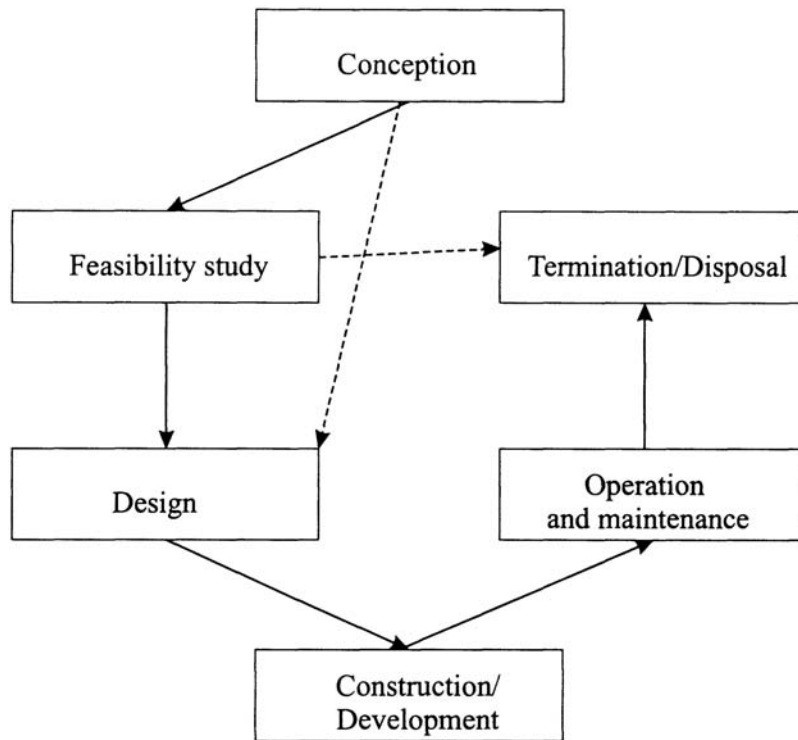 Conception
Feasibility study
Termination/Disposal
Design
Operation
and maintenance
Construction/
Development